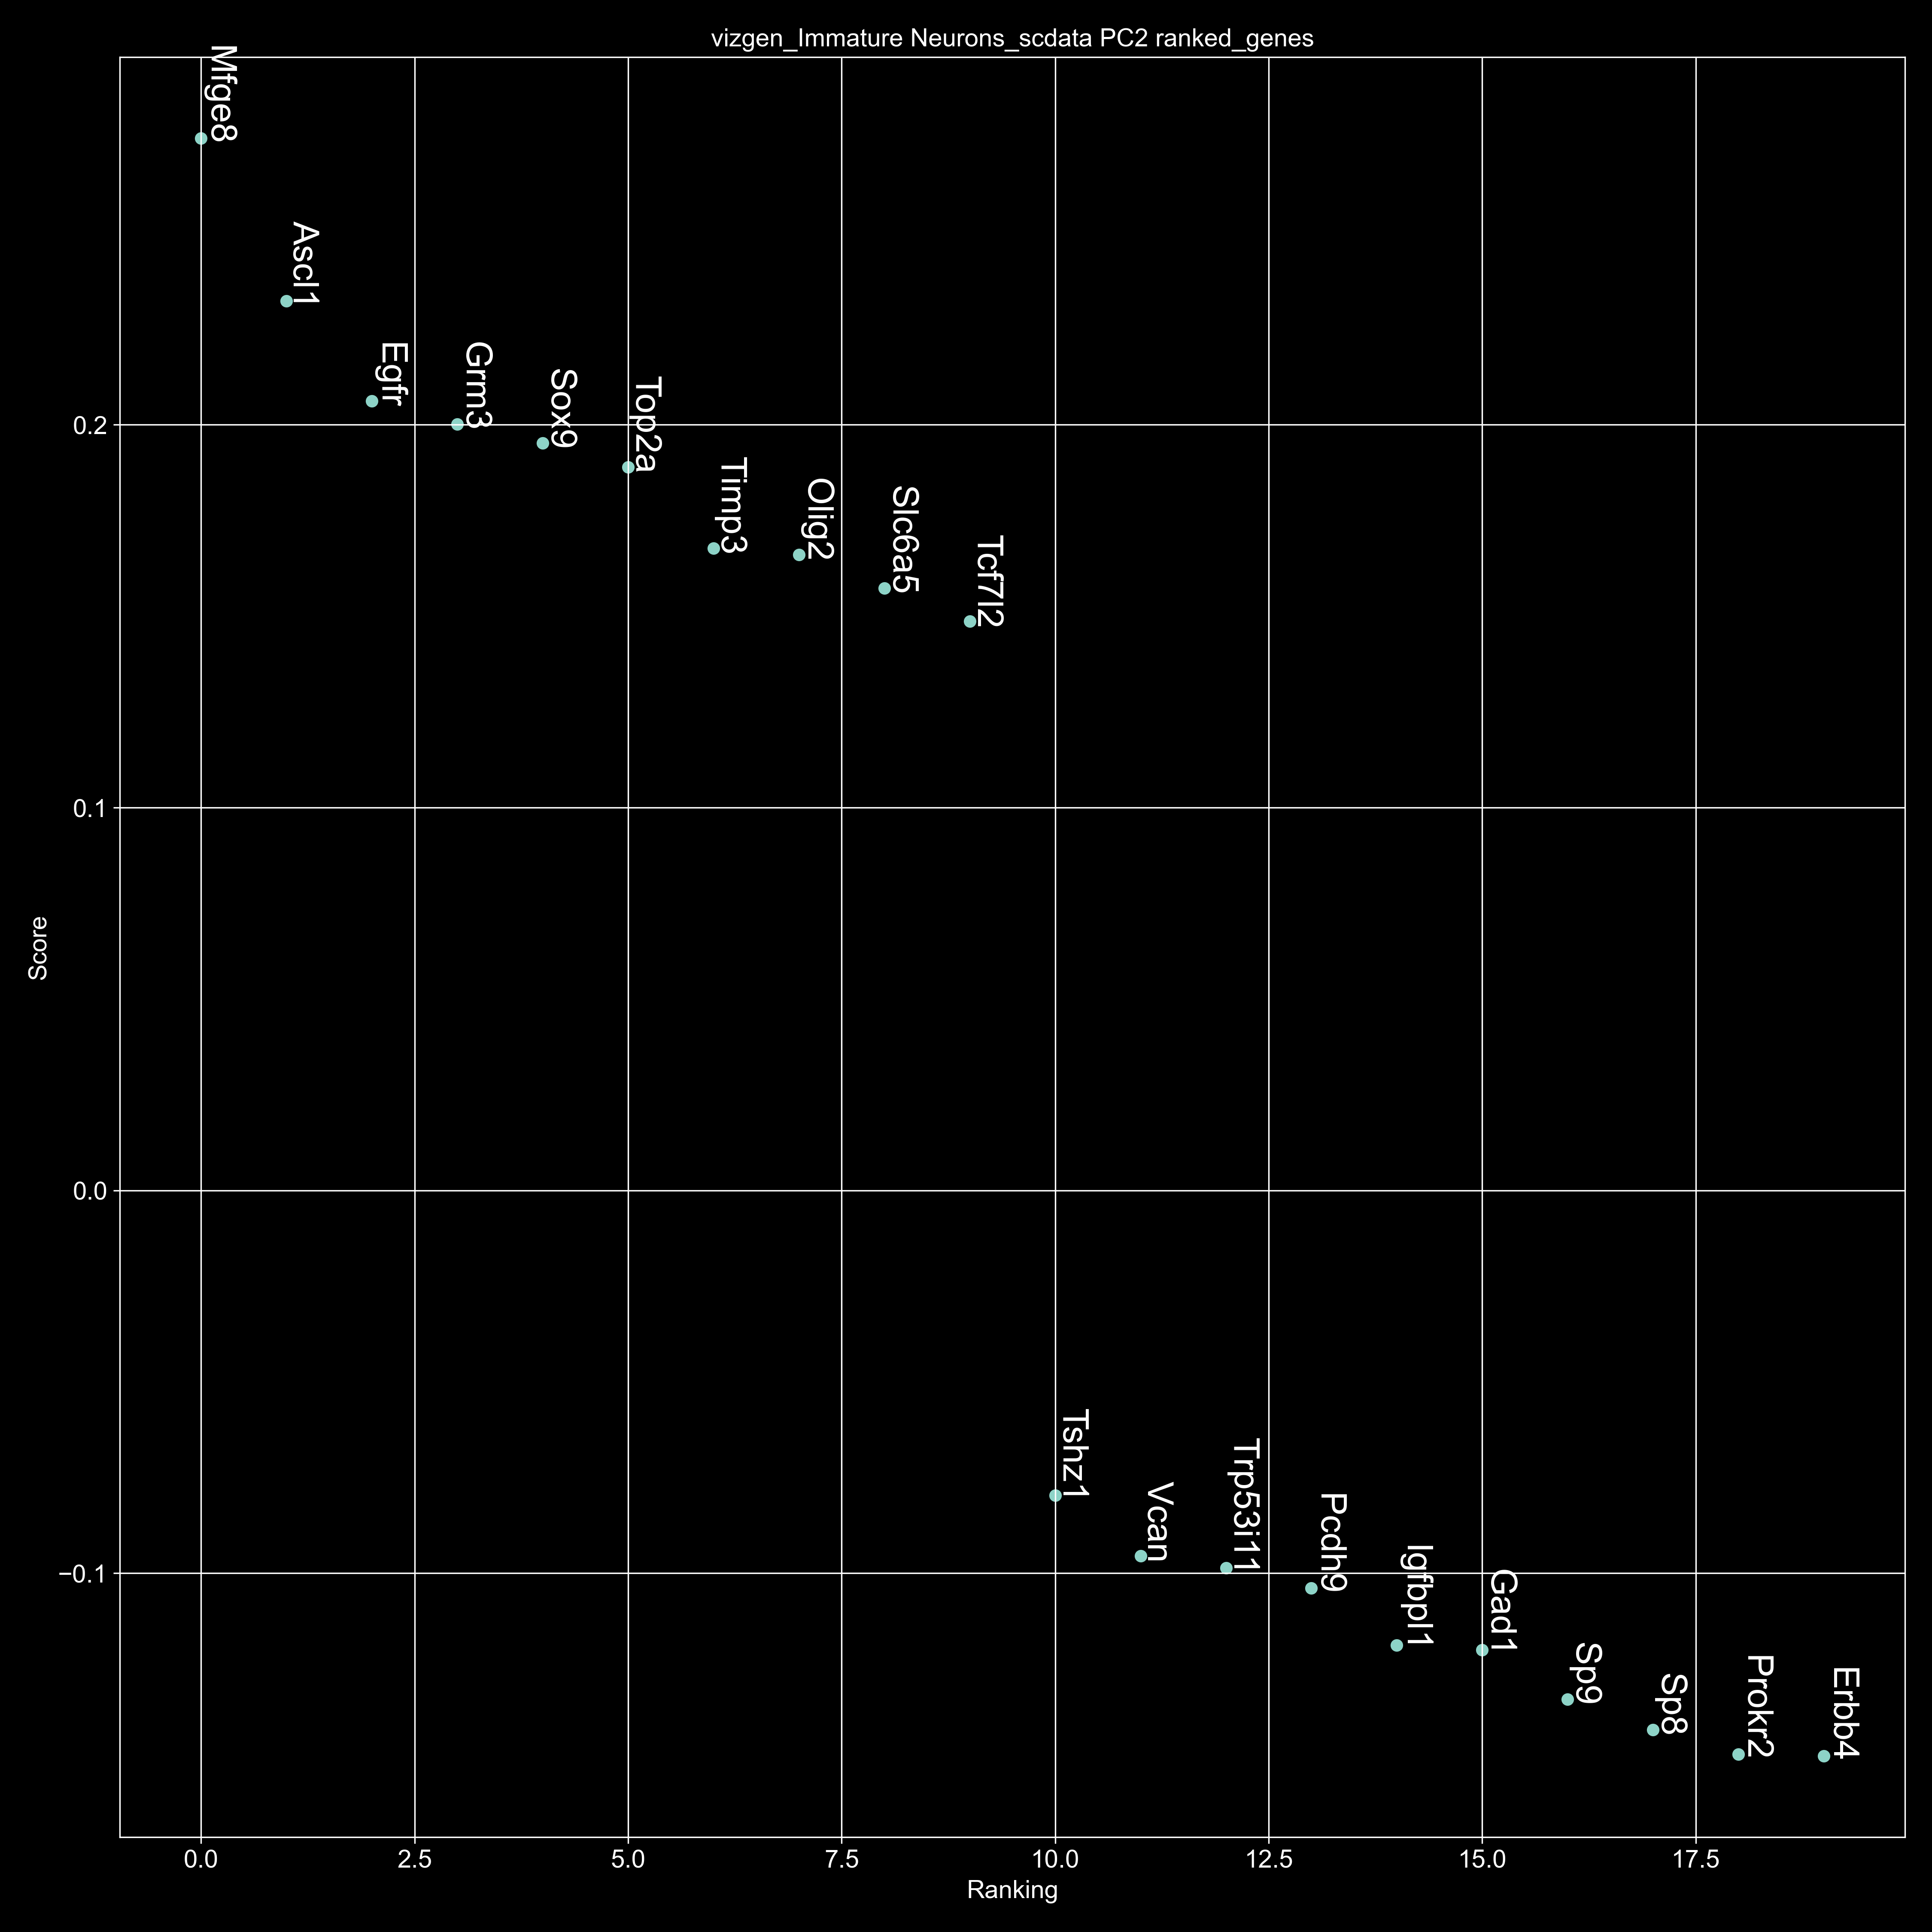 vizgen_Immature Neurons_scdata PC2 ranked_genes
Mfge8
Ascl1
Egfr
Grm3
Sox9
Top2a
Timp3
Olig2
Slc6a5
Tcf7l2
Tshz1
Vcan
Trp53i11
Pcdh9
Igfbpl1
Gad1
Sp9
Sp8
Prokr2
Erbb4
0.2
0.1
0.0
−0.1
Score
0.0 2.5 5.0 7.5 10.0 12.5 15.0 17.5
Ranking